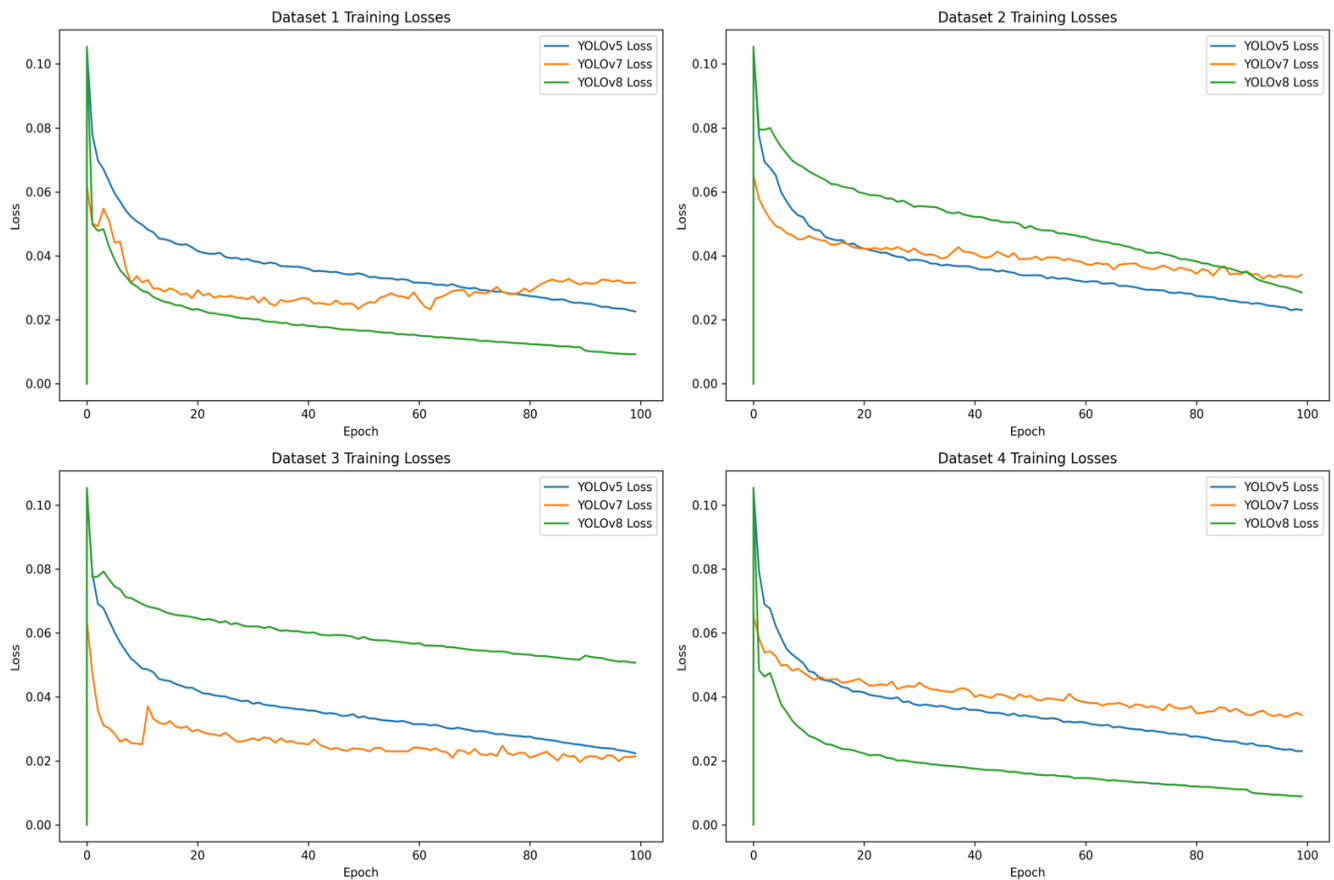 Dataset 1 Training Losses
YOLOv5 Loss
YOLOv7 Loss
YOLOv8 Loss
0.10
0.08
0.06
0.04
0.02
0.00
Loss
0 20 40 60 80 100
Epoch
Dataset 2 Training Losses
YOLOv5 Loss
YOLOv7 Loss
YOLOv8 Loss
0.10
0.08
0.06
0.04
0.02
0.00
Loss
0 20 40 60 80 100
Epoch
Dataset 3 Training Losses
YOLOv5 Loss
YOLOv7 Loss
YOLOv8 Loss
0.10
0.08
0.06
0.04
0.02
0.00
Loss
0 20 40 60 80 100
Epoch
Dataset 4 Training Losses
YOLOv5 Loss
YOLOv7 Loss
YOLOv8 Loss
0.10
0.08
0.06
0.04
0.02
0.00
Loss
0 20 40 60 80 100
Epoch